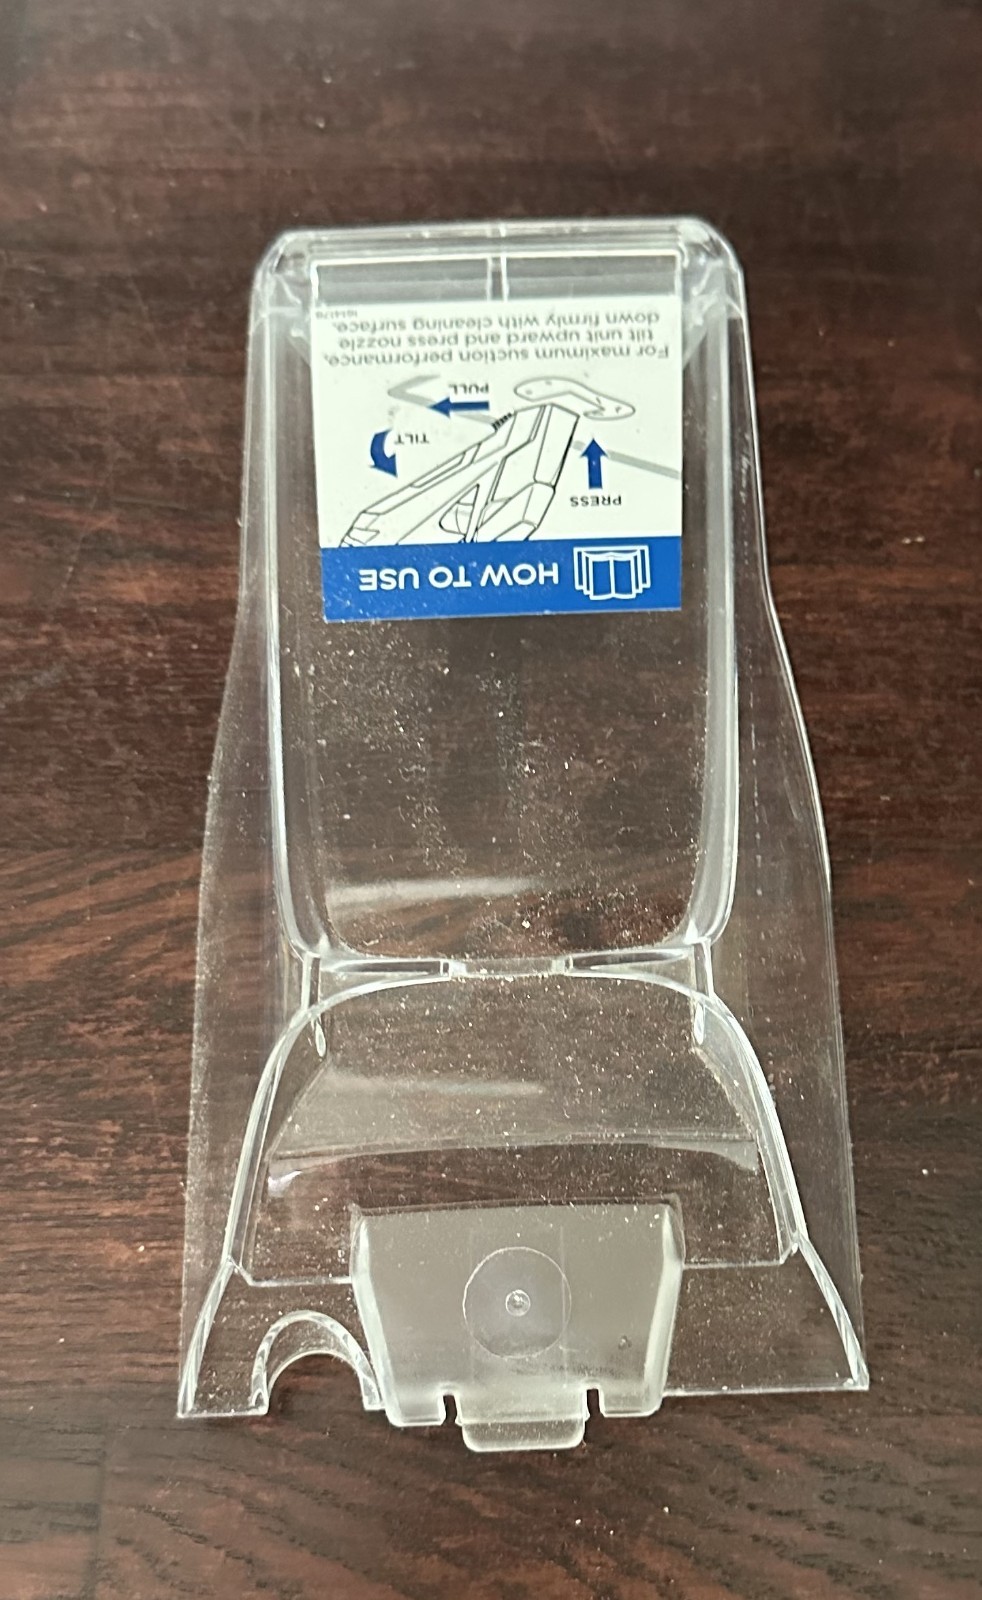 HOW TO USE
PRESS
TILT
PULL
For maximum suction performance,
tilt unit upward and press nozzle
down firmly with cleaning surface.